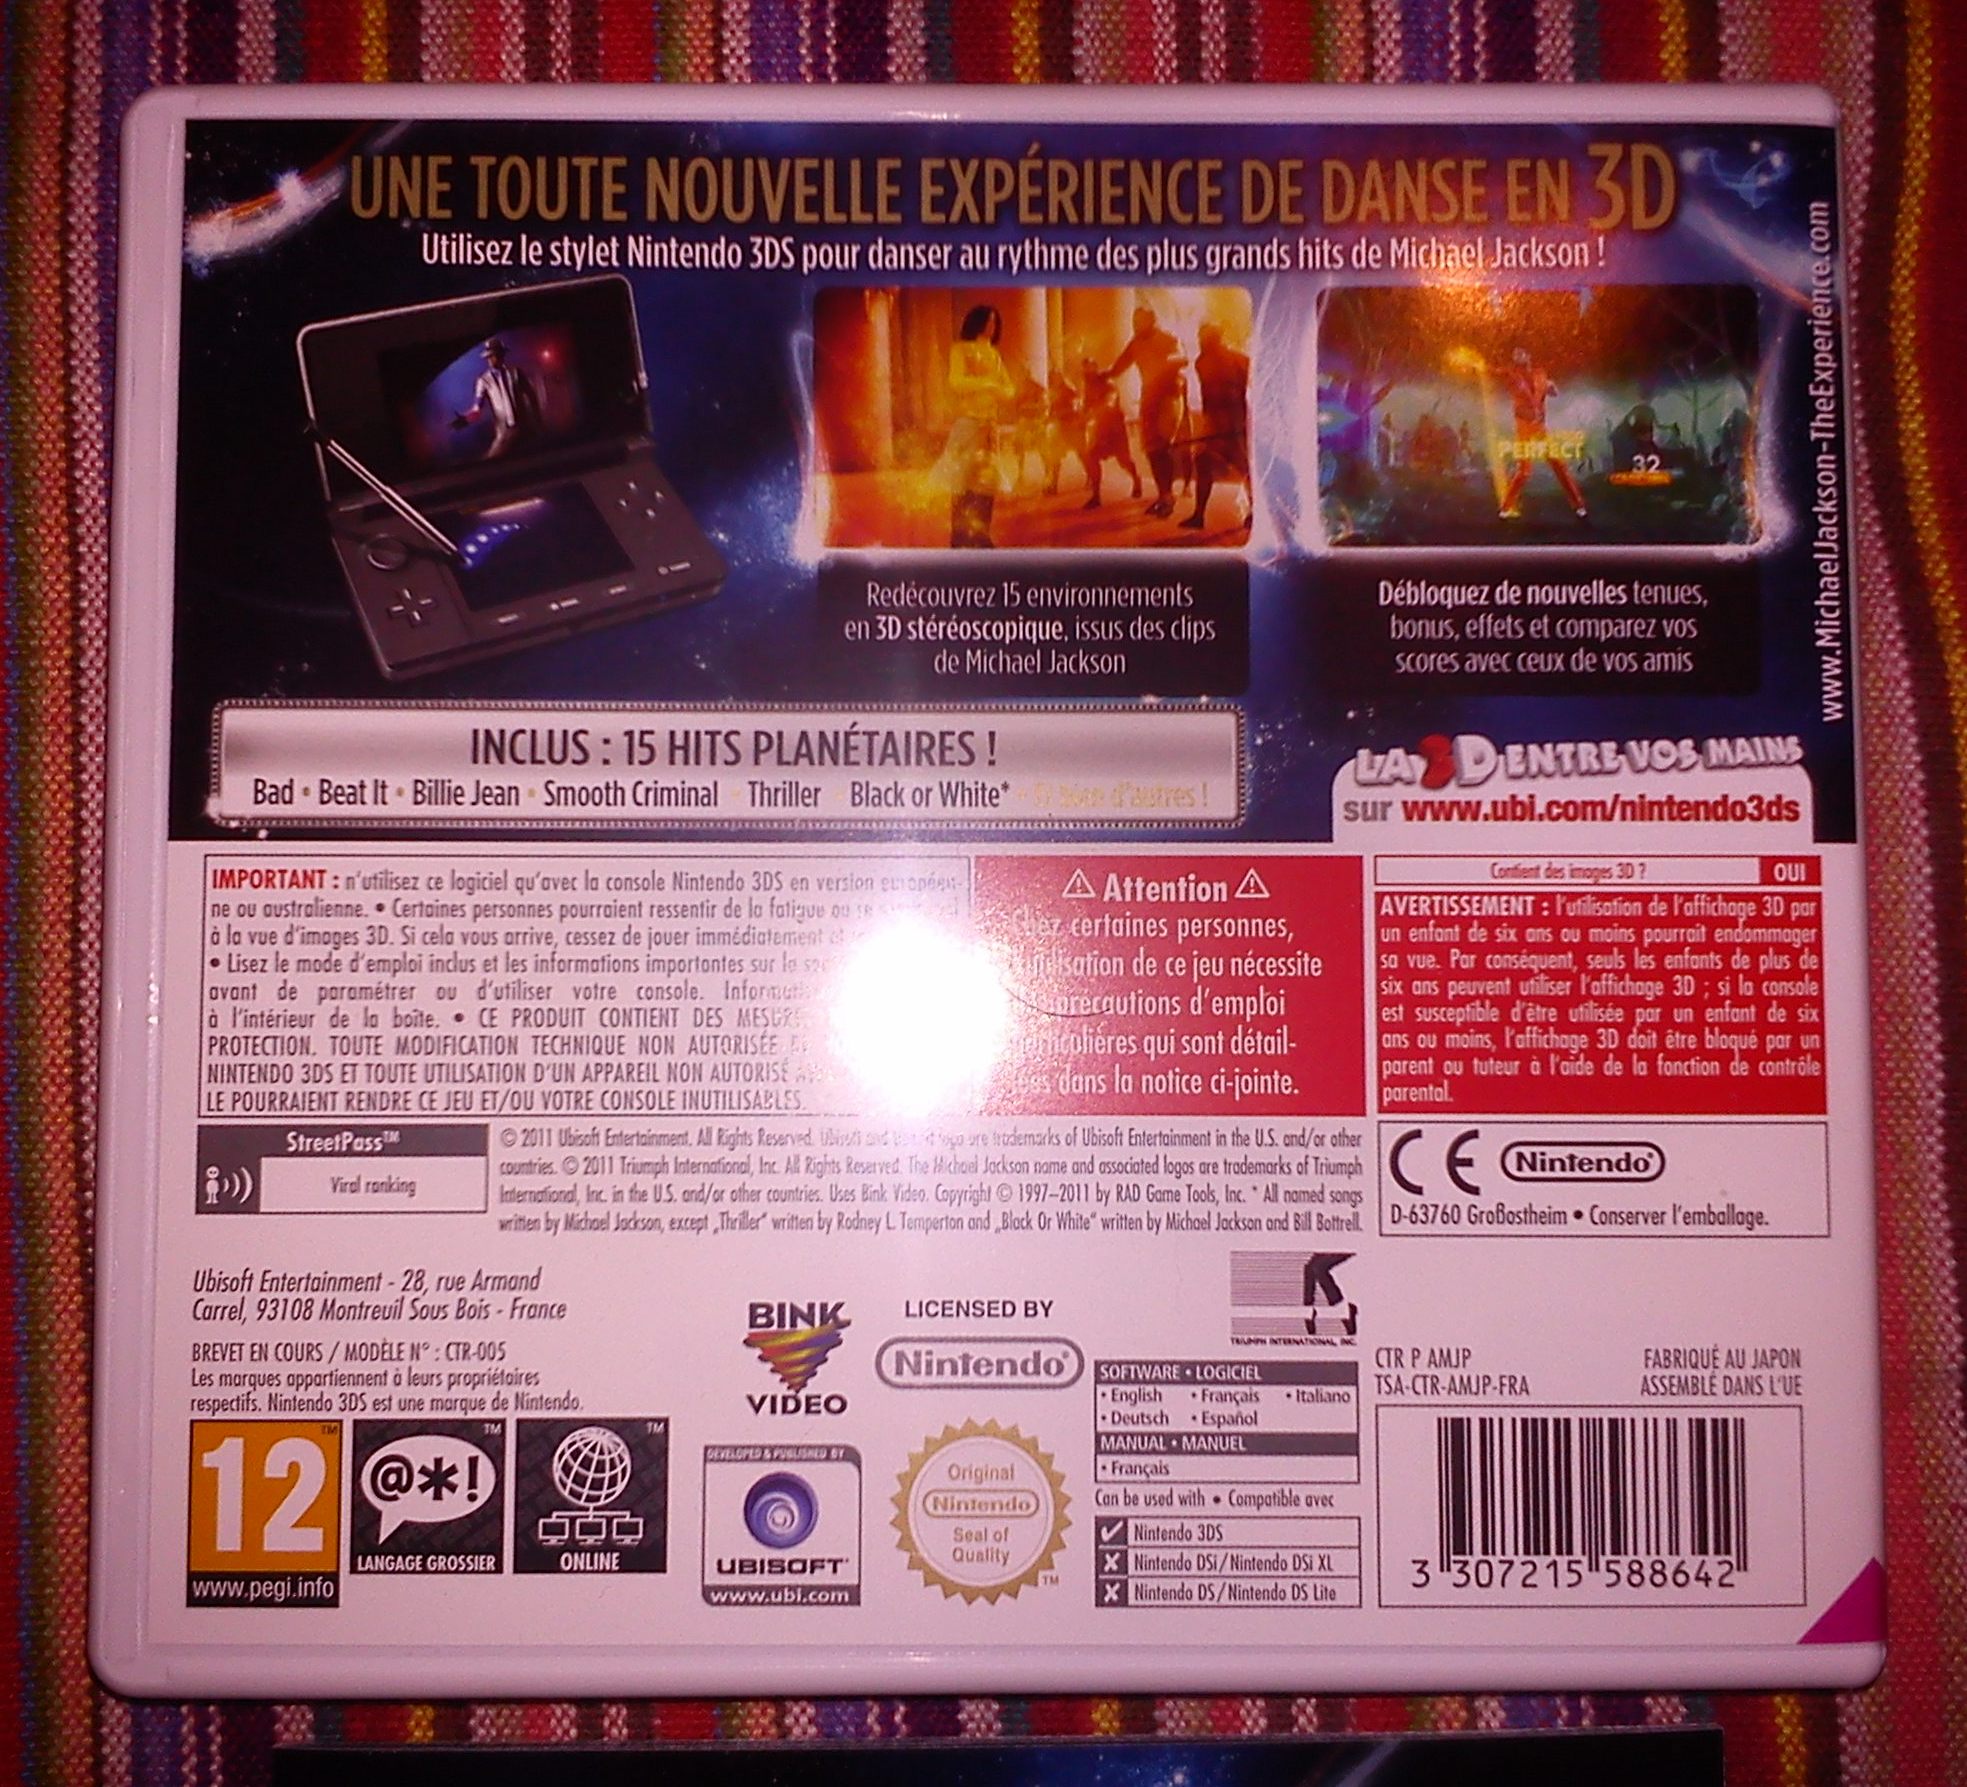 UNE TOUTE NOUVELLE EXPÉRIENCE DE DANSE EN 3D
Utilisez le stylet Nintendo 3DS pour danser au rythme des plus grands hits de Michael Jackson !
PERFECT
32
Redécouvrez 15 environnements
en 3D stéréoscopique, issus des clips
de Michael Jackson
Débloquez de nouvelles tenues,
bonus, effets et comparez vos
scores avec ceux de vos amis
www.MichaelJackson-TheExperience.com
INCLUS : 15 HITS PLANÉTAIRES !
Bad • Beat It • Billie Jean • Smooth Criminal • Thriller • Black or White* • Et bien d'autres !
LA 3D ENTRE VOS MAINS
sur www.ubi.com/nintendo3ds
IMPORTANT : n'utilisez ce logiciel qu'avec la console Nintendo 3DS en version européen-
ne ou australienne. • Certaines personnes pourraient ressentir de la fatigue ou
à la vue d'images 3D. Si cela vous arrive, cessez de jouer immédiatement et
• Lisez le mode d'emploi inclus et les informations importantes sur la
avant de paramétrer ou d'utiliser votre console.
à l'intérieur de la boîte. • CE PRODUIT CONTIENT DES
PROTECTION. TOUTE MODIFICATION TECHNIQUE NON AUTORISÉE
NINTENDO 3DS ET TOUTE UTILISATION D'UN APPAREIL NON AUTORISÉ
LE POURRAIENT RENDRE CE JEU ET/OU VOTRE CONSOLE INUTILISABLES.
⚠ Attention ⚠
Chez certaines personnes,
de ce jeu nécessite
précautions d'emploi
qui sont détail-
dans la notice ci-jointe.
Contient des images 3D ? OUI
AVERTISSEMENT : l'utilisation de l'affichage 3D par
un enfant de six ans ou moins pourrait endommager
sa vue. Par conséquent, seuls les enfants de plus de
six ans peuvent utiliser l'affichage 3D ; si la console
est susceptible d'être utilisée par un enfant de six
ans ou moins, l'affichage 3D doit être bloqué par un
parent ou tuteur à l'aide de la fonction de contrôle
parental.
StreetPass™
Viral ranking
© 2011 Ubisoft Entertainment. All Rights Reserved. Ubisoft and logo are trademarks of Ubisoft Entertainment in the U.S. and/or other
countries. © 2011 Triumph International, Inc. All Rights Reserved. The Michael Jackson name and associated logos are trademarks of Triumph
International, Inc. in the U.S. and/or other countries. Uses Bink Video. Copyright © 1997–2011 by RAD Game Tools, Inc. * All named songs
written by Michael Jackson, except „Thriller“ written by Rodney L. Temperton and „Black Or White“ written by Michael Jackson and Bill Bottrell.
CE Nintendo®
D-63760 Großostheim • Conserver l'emballage.
Ubisoft Entertainment - 28, rue Armand
Carrel, 93108 Montreuil Sous Bois - France
BREVET EN COURS / MODÈLE N° : CTR-005
Les marques appartiennent à leurs propriétaires
respectifs. Nintendo 3DS est une marque de Nintendo.
BINK
VIDEO
LICENSED BY
Nintendo®
TRIUMPH INTERNATIONAL, INC.
SOFTWARE • LOGICIEL
• English • Français • Italiano
• Deutsch • Español
MANUAL • MANUEL
• Français
Can be used with • Compatible avec
Nintendo 3DS
Nintendo DSi/Nintendo DSi XL
Nintendo DS/Nintendo DS Lite
CTR P AMJP
TSA-CTR-AMJP-FRA
FABRIQUÉ AU JAPON
ASSEMBLÉ DANS L'UE
3 307215 588642
12 ™
www.pegi.info
@*! ™
LANGAGE GROSSIER
™
ONLINE
DEVELOPED & PUBLISHED BY
UBISOFT®
www.ubi.com
Original
Nintendo®
Seal of
Quality
™